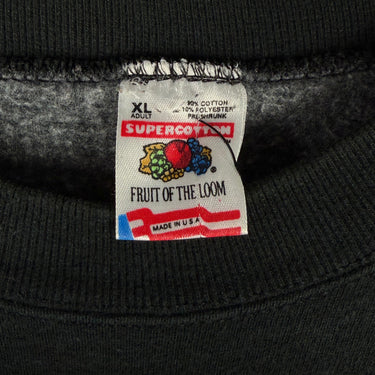 XL
ADULT
90% COTTON
10% POLYESTER
PRE-SHRUNK
SUPERCOTTON
®
FRUIT OF THE LOOM
MADE IN U.S.A